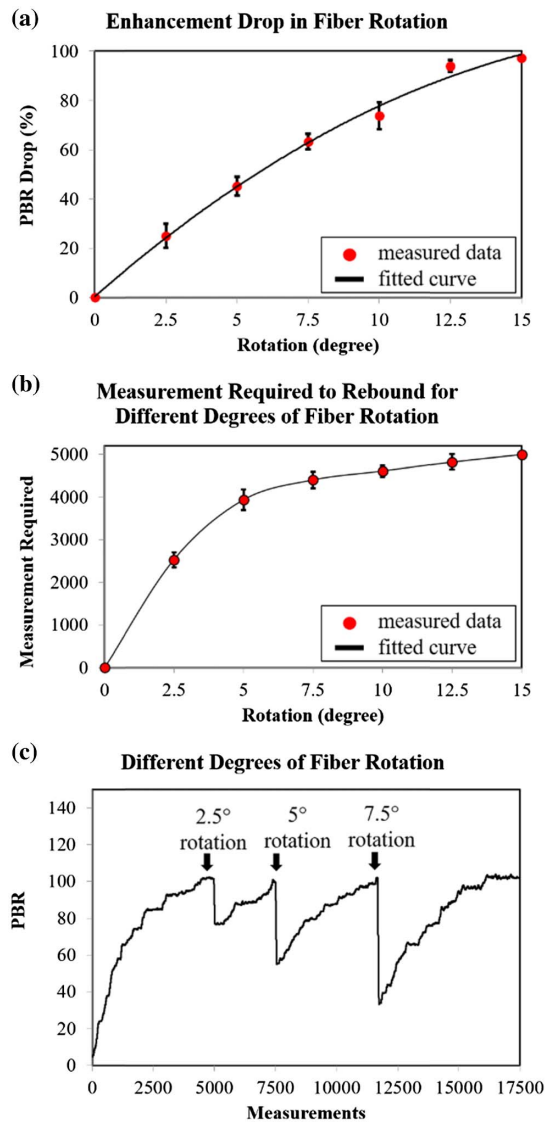 (a)
Enhancement Drop in Fiber Rotation
PBR Drop (%)
100
80
60
40
20
0
measured data
fitted curve
0 2.5 5 7.5 10 12.5 15
Rotation (degree)
(b)
Measurement Required to Rebound for
Different Degrees of Fiber Rotation
Measurement Required
5000
4000
3000
2000
1000
0
measured data
fitted curve
0 2.5 5 7.5 10 12.5 15
Rotation (degree)
(c)
Different Degrees of Fiber Rotation
PBR
140
120
100
80
60
40
20
0
2.5°
rotation
5°
rotation
7.5°
rotation
0 2500 5000 7500 10000 12500 15000 17500
Measurements